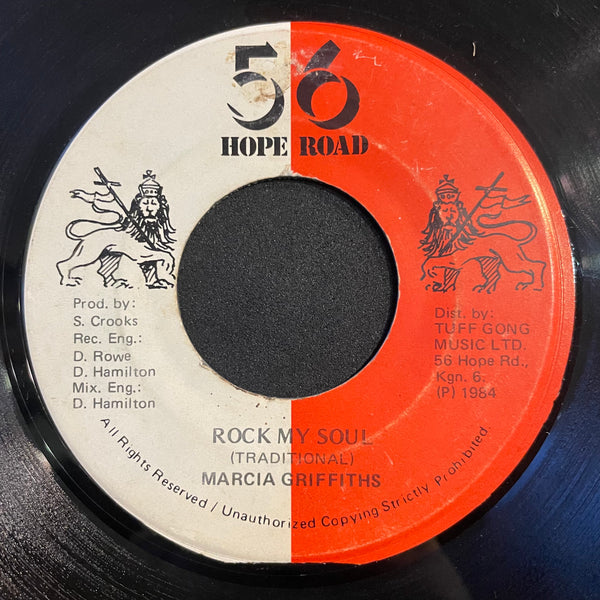 56
HOPE ROAD
Prod. by:
S. Crooks
Rec. Eng.:
D. Rowe
D. Hamilton
Mix. Eng.:
D. Hamilton
Dist. by:
TUFF GONG
MUSIC LTD.
56 Hope Rd.,
Kgn. 6.
(P) 1984
ROCK MY SOUL
(TRADITIONAL)
MARCIA GRIFFITHS
All Rights Reserved / Unauthorized Copying Strictly Prohibited.